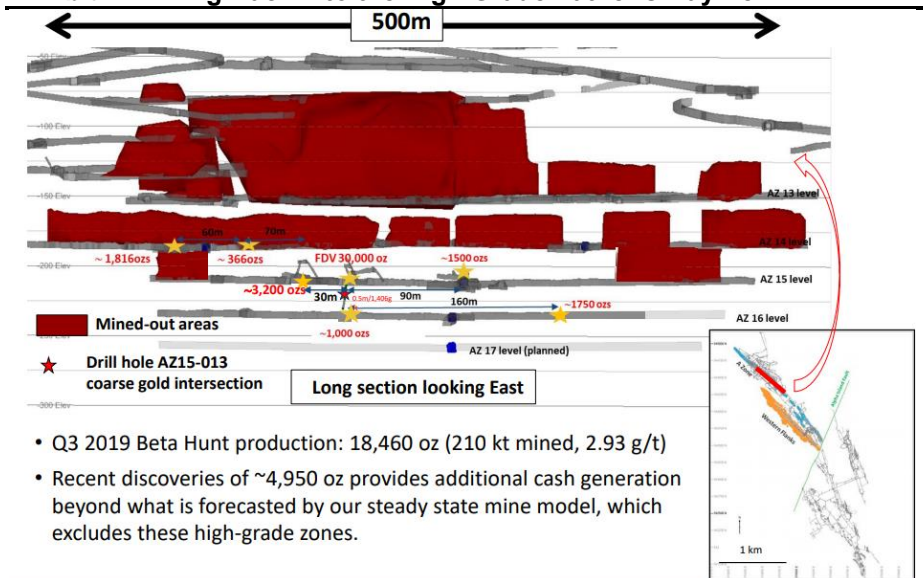 500m
-100 Elev
-150 Elev
AZ 13 level
60m
70m
AZ 14 level
~ 1,816ozs
~ 366ozs
FDV 30,000 oz
~1500ozs
-200 Elev
AZ 15 level
~3,200 ozs
30m
0.5m/1,406g
90m
160m
~1750 ozs
AZ 16 level
~1,000 ozs
Mined-out areas
AZ 17 level (planned)
Drill hole AZ15-013
coarse gold intersection
Long section looking East
-300 Elev
A Zone
Western Flanks
Alpha Island Fault
1 km
• Q3 2019 Beta Hunt production: 18,460 oz (210 kt mined, 2.93 g/t)
• Recent discoveries of ~4,950 oz provides additional cash generation
beyond what is forecasted by our steady state mine model, which
excludes these high-grade zones.